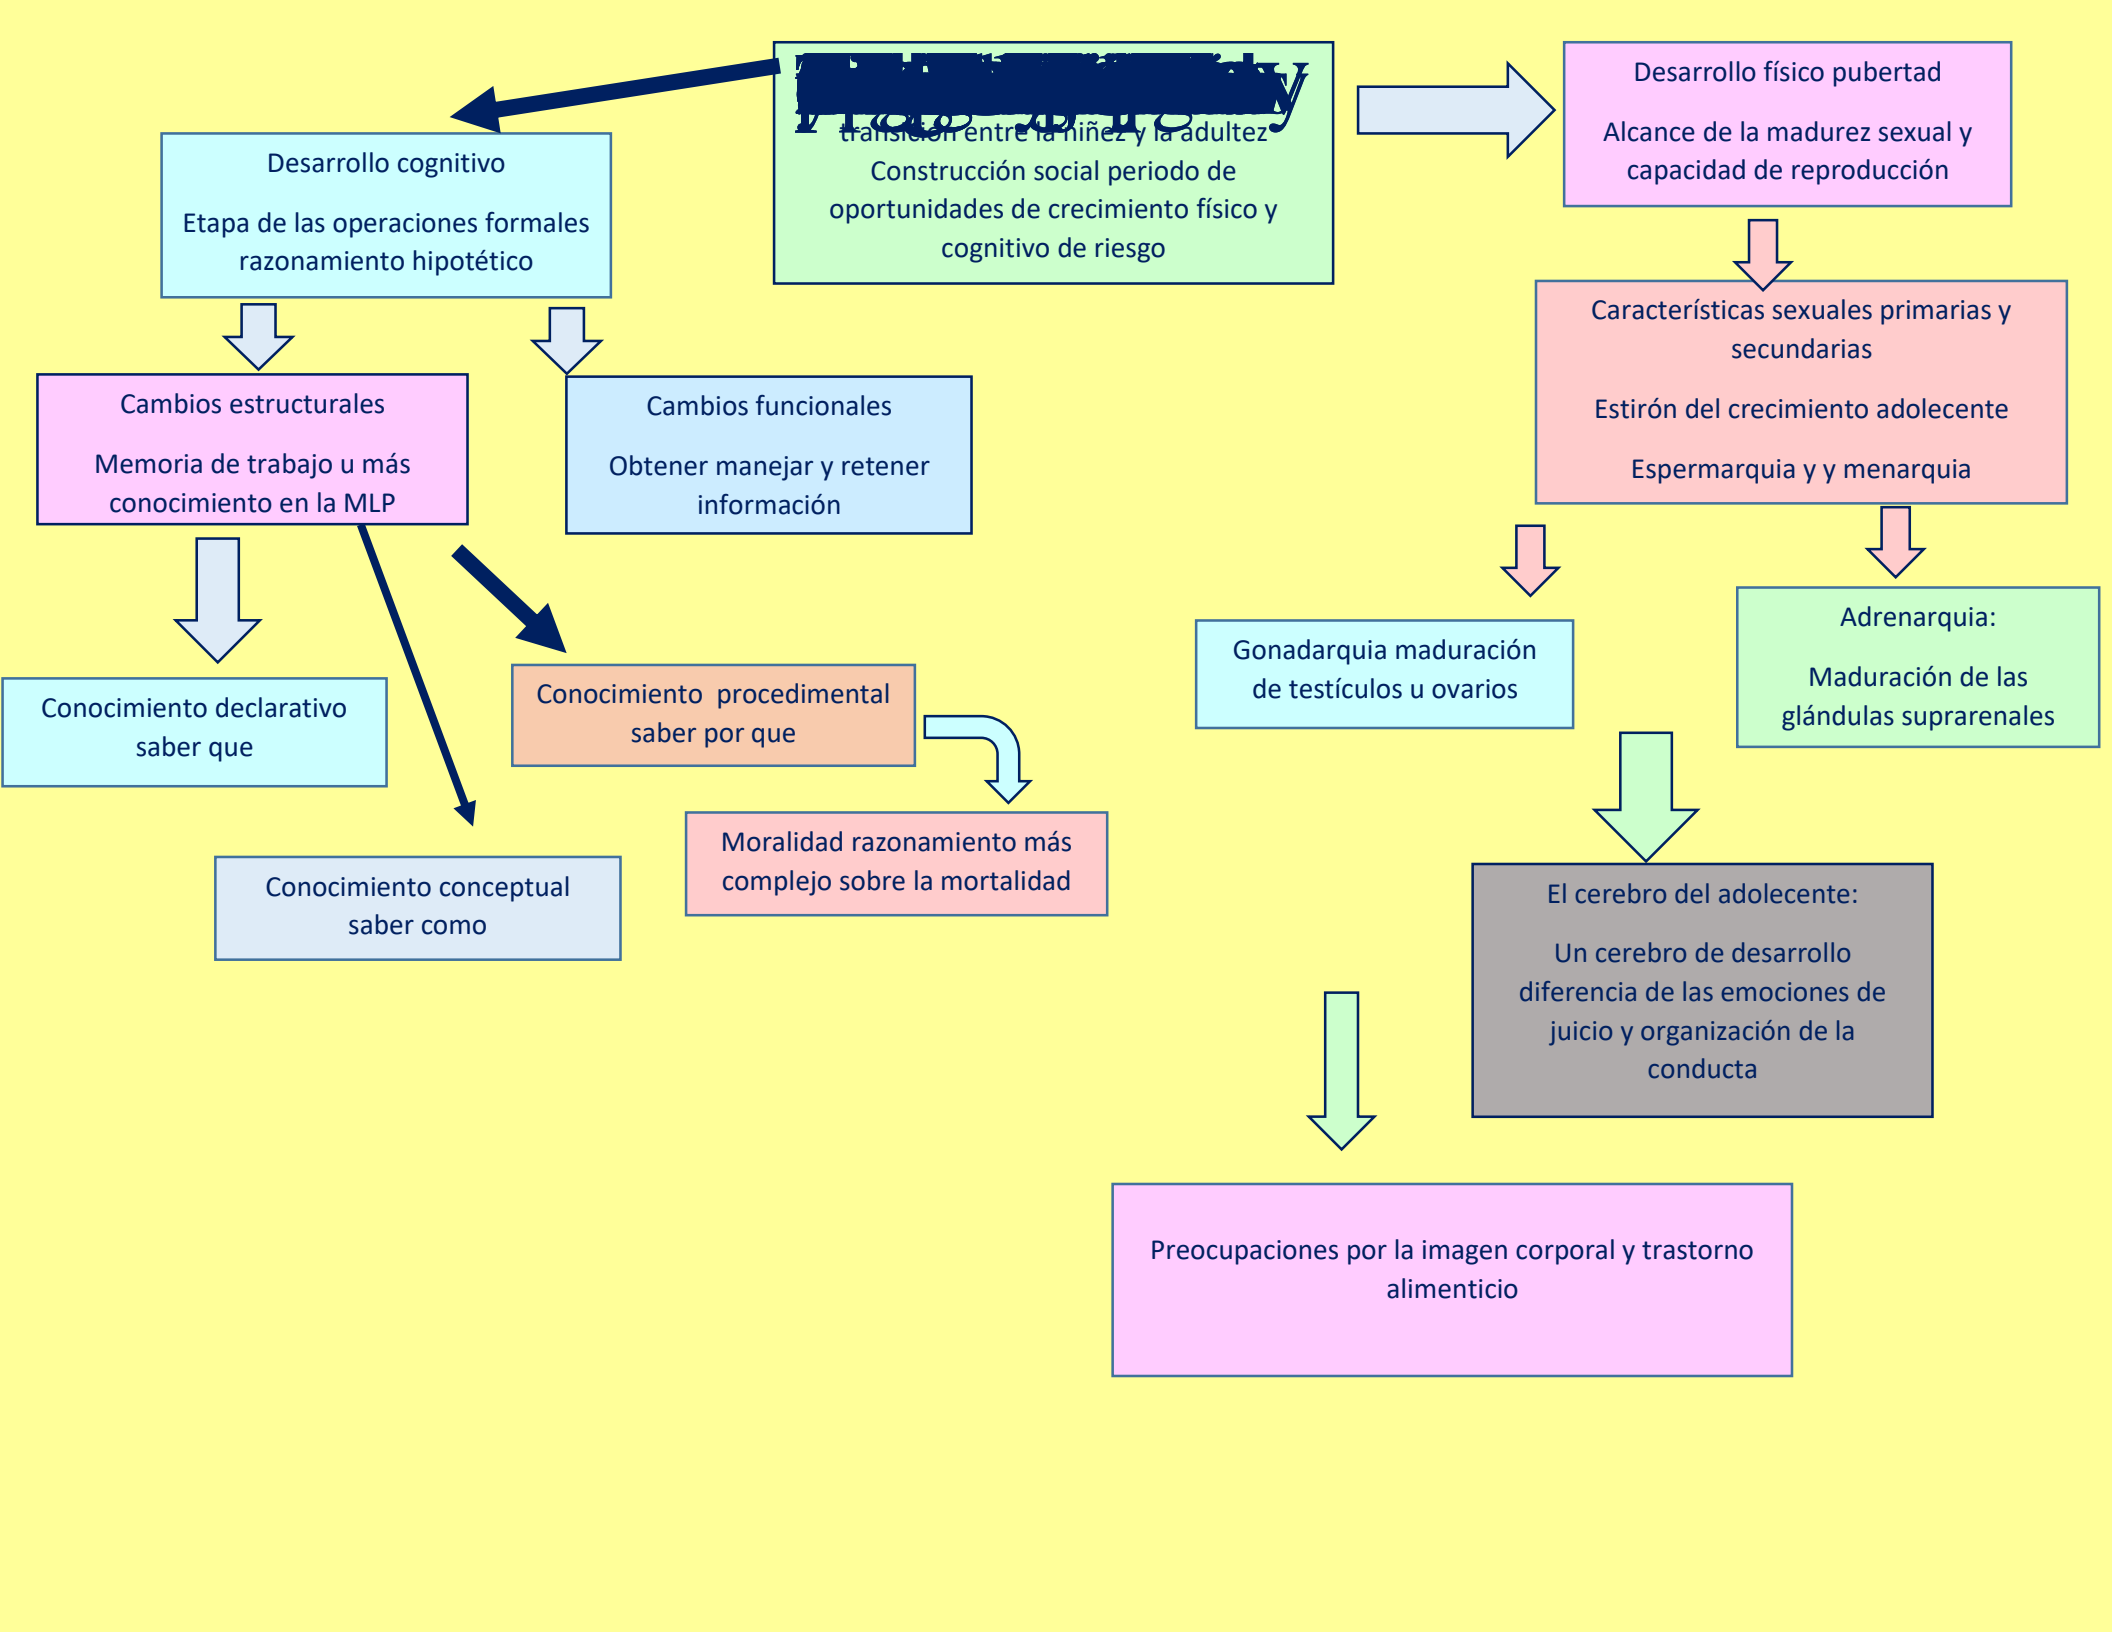 transición entre la niñez y la adultez
Construcción social periodo de
oportunidades de crecimiento físico y
cognitivo de riesgo
Desarrollo cognitivo
Etapa de las operaciones formales
razonamiento hipotético
Cambios estructurales
Memoria de trabajo u más
conocimiento en la MLP
Cambios funcionales
Obtener manejar y retener
información
Conocimiento declarativo
saber que
Conocimiento  procedimental
saber por que
Conocimiento conceptual
saber como
Moralidad razonamiento más
complejo sobre la mortalidad
Desarrollo físico pubertad
Alcance de la madurez sexual y
capacidad de reproducción
Características sexuales primarias y
secundarias
Estirón del crecimiento adolecente
Espermarquia y y menarquia
Gonadarquia maduración
de testículos u ovarios
Adrenarquia:
Maduración de las
glándulas suprarenales
El cerebro del adolecente:
Un cerebro de desarrollo
diferencia de las emociones de
juicio y organización de la
conducta
Preocupaciones por la imagen corporal y trastorno
alimenticio